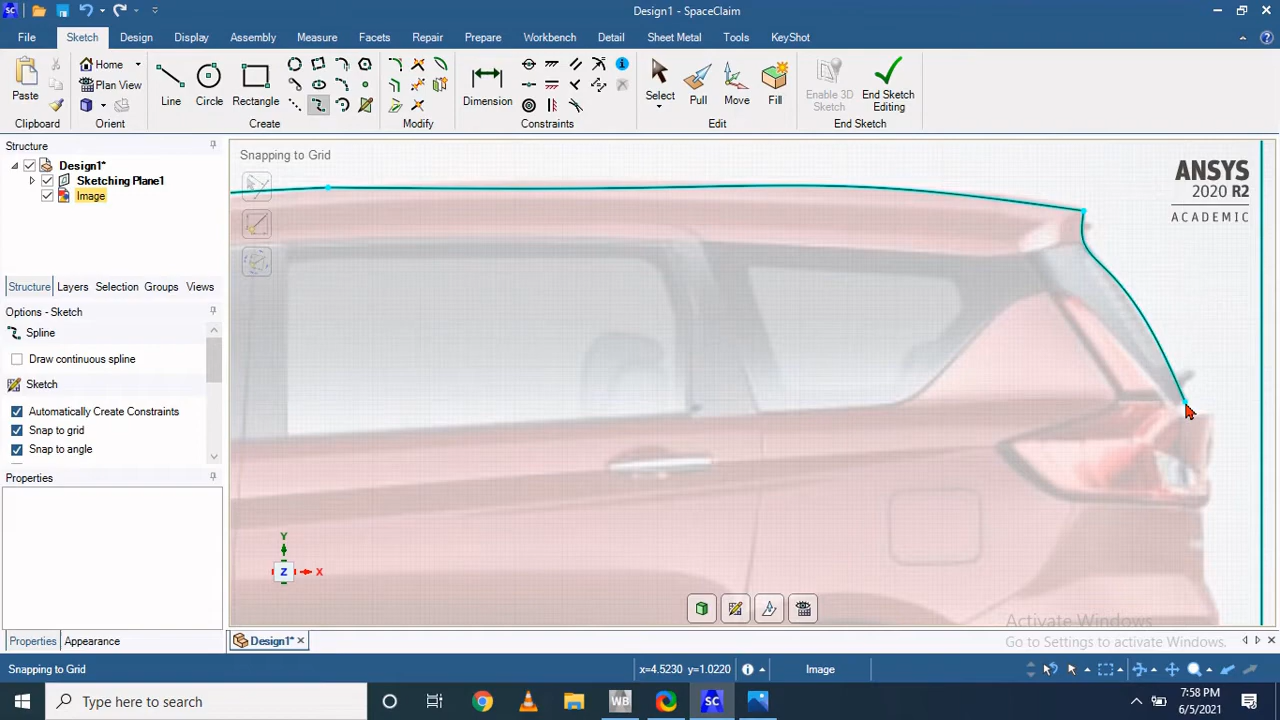 Design1 - SpaceClaim
File
Sketch
Design
Display
Assembly
Measure
Facets
Repair
Prepare
Workbench
Detail
Sheet Metal
Tools
KeyShot
Paste
Home
Plan View
Line
Circle
Rectangle
Dimension
Select
Pull
Move
Fill
Enable 3D Sketch
End Sketch Editing
Clipboard
Orient
Create
Modify
Constraints
Edit
End Sketch
Structure
Design1*
Sketching Plane1
Image
Structure Layers Selection Groups Views
Options - Sketch
Spline
Draw continuous spline
Sketch
Automatically Create Constraints
Snap to grid
Snap to angle
Properties
Properties Appearance
Snapping to Grid
ANSYS
2020 R2
ACADEMIC
Y
Z
X
Activate Windows
Go to Settings to activate Windows.
Design1*
Snapping to Grid
x=4.5230 y=1.0220
Image
Type here to search
WB
SC
7:58 PM
6/5/2021